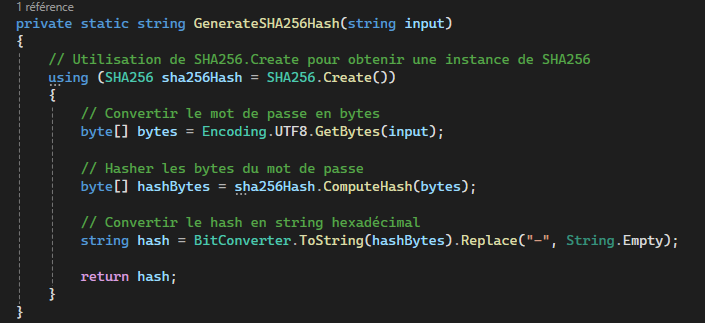 1 référence
private static string GenerateSHA256Hash(string input)
{
// Utilisation de SHA256.Create pour obtenir une instance de SHA256
using (SHA256 sha256Hash = SHA256.Create())
{
// Convertir le mot de passe en bytes
byte[] bytes = Encoding.UTF8.GetBytes(input);
// Hasher les bytes du mot de passe
byte[] hashBytes = sha256Hash.ComputeHash(bytes);
// Convertir le hash en string hexadécimal
string hash = BitConverter.ToString(hashBytes).Replace("-", String.Empty);
return hash;
}
}